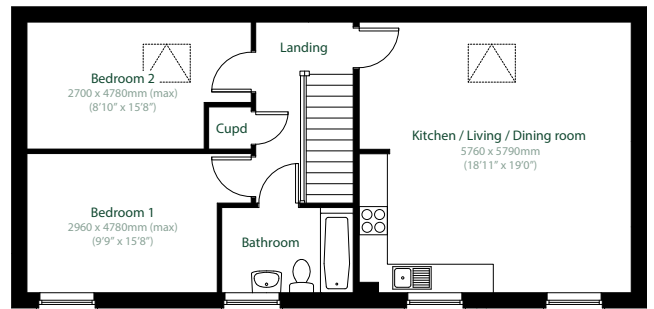 Landing
Bedroom 2
2700 x 4780mm (max)
(8'10" x 15'8")
Cupd
Kitchen / Living / Dining room
5760 x 5790mm
(18'11" x 19'0")
Bedroom 1
2960 x 4780mm (max)
(9'9" x 15'8")
Bathroom